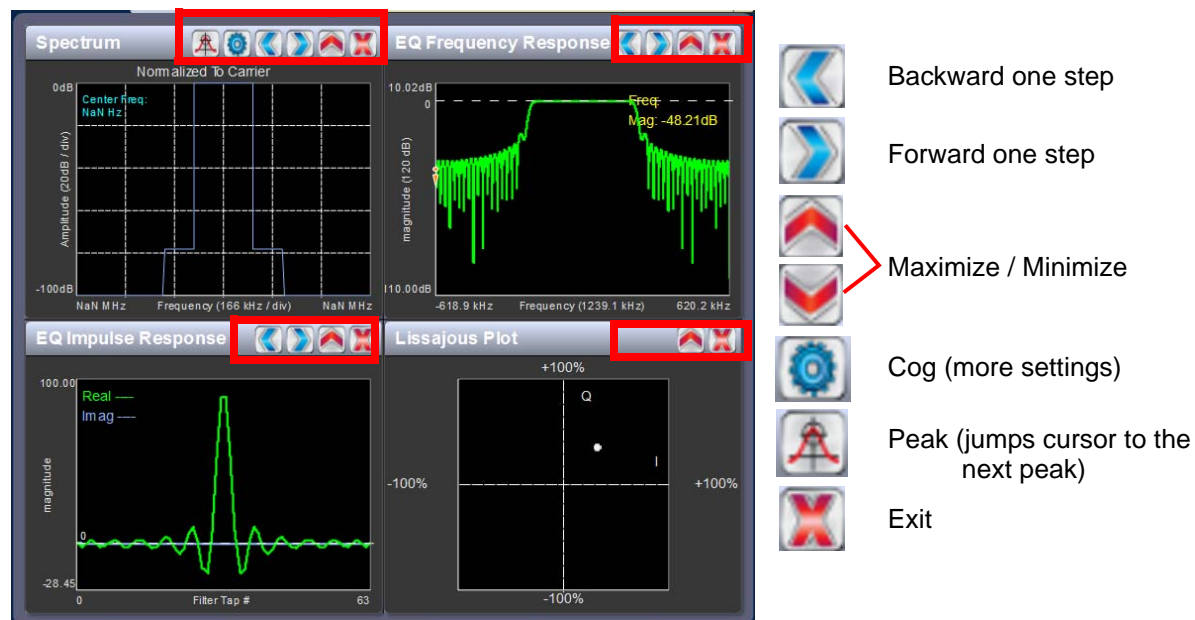 Spectrum
Normalized To Carrier
0dB
Center Freq:
NaN Hz
Amplitude (20dB / div)
-100dB
NaN MHz
Frequency (166 kHz / div)
NaN MHz
EQ Frequency Response
10.02dB
0
Freq:
Mag: -48.21dB
magnitude (120 dB)
110.00dB
-618.9 kHz
Frequency (1239.1 kHz)
620.2 kHz
EQ Impulse Response
100.00
Real ----
Imag ----
magnitude
0
-28.45
0
Filter Tap #
63
Lissajous Plot
+100%
Q
I
-100%
+100%
-100%
Backward one step
Forward one step
Maximize / Minimize
Cog (more settings)
Peak (jumps cursor to the
next peak)
Exit